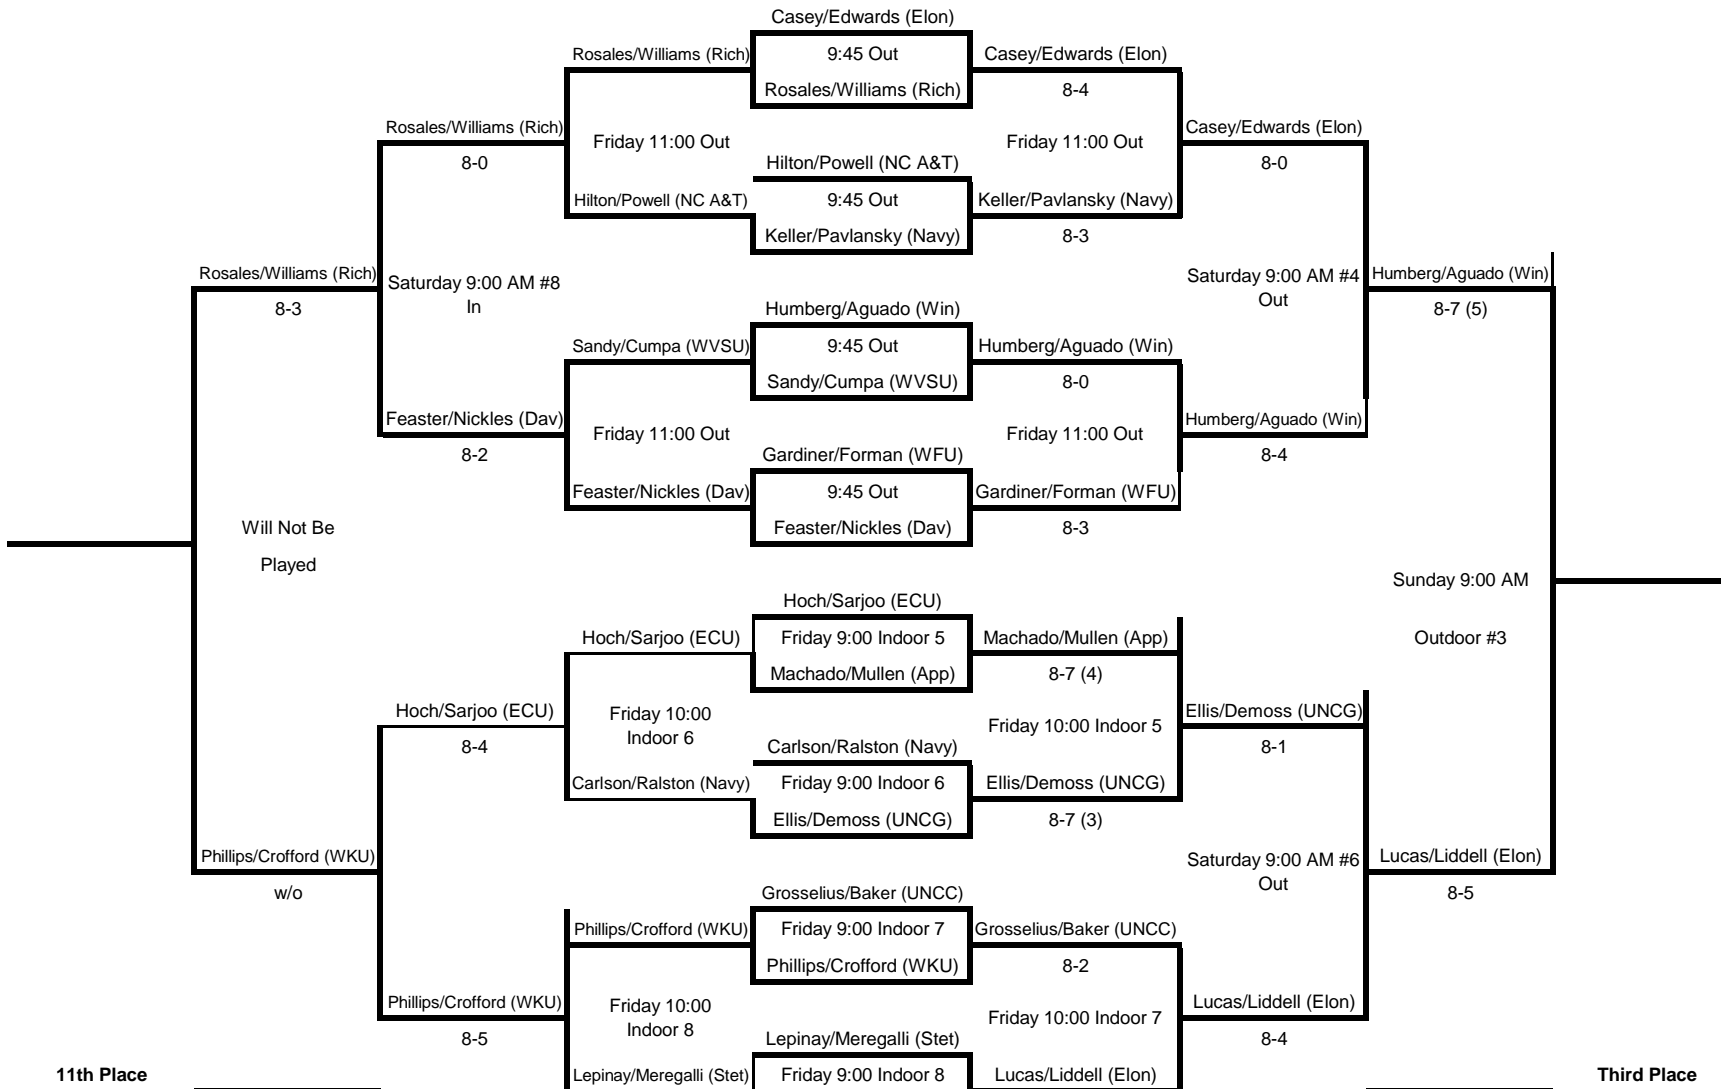 Casey/Edwards (Elon)
Rosales/Williams (Rich) 9:45 Out Casey/Edwards (Elon)
Rosales/Williams (Rich) 8-4
Rosales/Williams (Rich) Friday 11:00 Out Friday 11:00 Out Casey/Edwards (Elon)
8-0 Hilton/Powell (NC A&T) 8-0
Hilton/Powell (NC A&T) 9:45 Out Keller/Pavlansky (Navy)
Keller/Pavlansky (Navy) 8-3
Rosales/Williams (Rich) Saturday 9:00 AM #8 Saturday 9:00 AM #4 Humberg/Aguado (Win)
In Out
8-3 Humberg/Aguado (Win) 8-7 (5)
Sandy/Cumpa (WVSU) 9:45 Out Humberg/Aguado (Win)
Sandy/Cumpa (WVSU) 8-0
Feaster/Nickles (Dav) Friday 11:00 Out Friday 11:00 Out Humberg/Aguado (Win)
8-2 Gardiner/Forman (WFU) 8-4
Feaster/Nickles (Dav) 9:45 Out Gardiner/Forman (WFU)
Will Not Be Feaster/Nickles (Dav) 8-3
Played
Sunday 9:00 AM
Hoch/Sarjoo (ECU)
Hoch/Sarjoo (ECU) Friday 9:00 Indoor 5 Machado/Mullen (App) Outdoor #3
Machado/Mullen (App) 8-7 (4)
Hoch/Sarjoo (ECU) Friday 10:00 Friday 10:00 Indoor 5 Ellis/Demoss (UNCG)
Indoor 6
8-4 Carlson/Ralston (Navy) 8-1
Carlson/Ralston (Navy) Friday 9:00 Indoor 6 Ellis/Demoss (UNCG)
Ellis/Demoss (UNCG) 8-7 (3)
Phillips/Crofford (WKU) Saturday 9:00 AM #6 Lucas/Liddell (Elon)
Out
w/o Grosselius/Baker (UNCC) 8-5
Phillips/Crofford (WKU) Friday 9:00 Indoor 7 Grosselius/Baker (UNCC)
Phillips/Crofford (WKU) 8-2
Phillips/Crofford (WKU) Friday 10:00 Friday 10:00 Indoor 7 Lucas/Liddell (Elon)
Indoor 8
8-5 Lepinay/Meregalli (Stet) 8-4
11th Place Lepinay/Meregalli (Stet) Friday 9:00 Indoor 8 Lucas/Liddell (Elon) Third Place